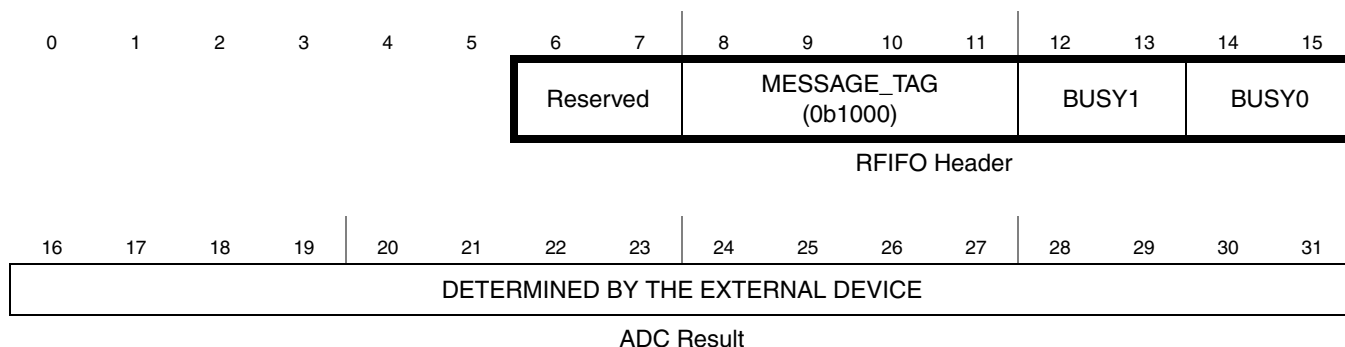 0 1 2 3 4 5 6 7 8 9 10 11 12 13 14 15
Reserved MESSAGE_TAG (0b1000) BUSY1 BUSY0
RFIFO Header
16 17 18 19 20 21 22 23 24 25 26 27 28 29 30 31
DETERMINED BY THE EXTERNAL DEVICE
ADC Result